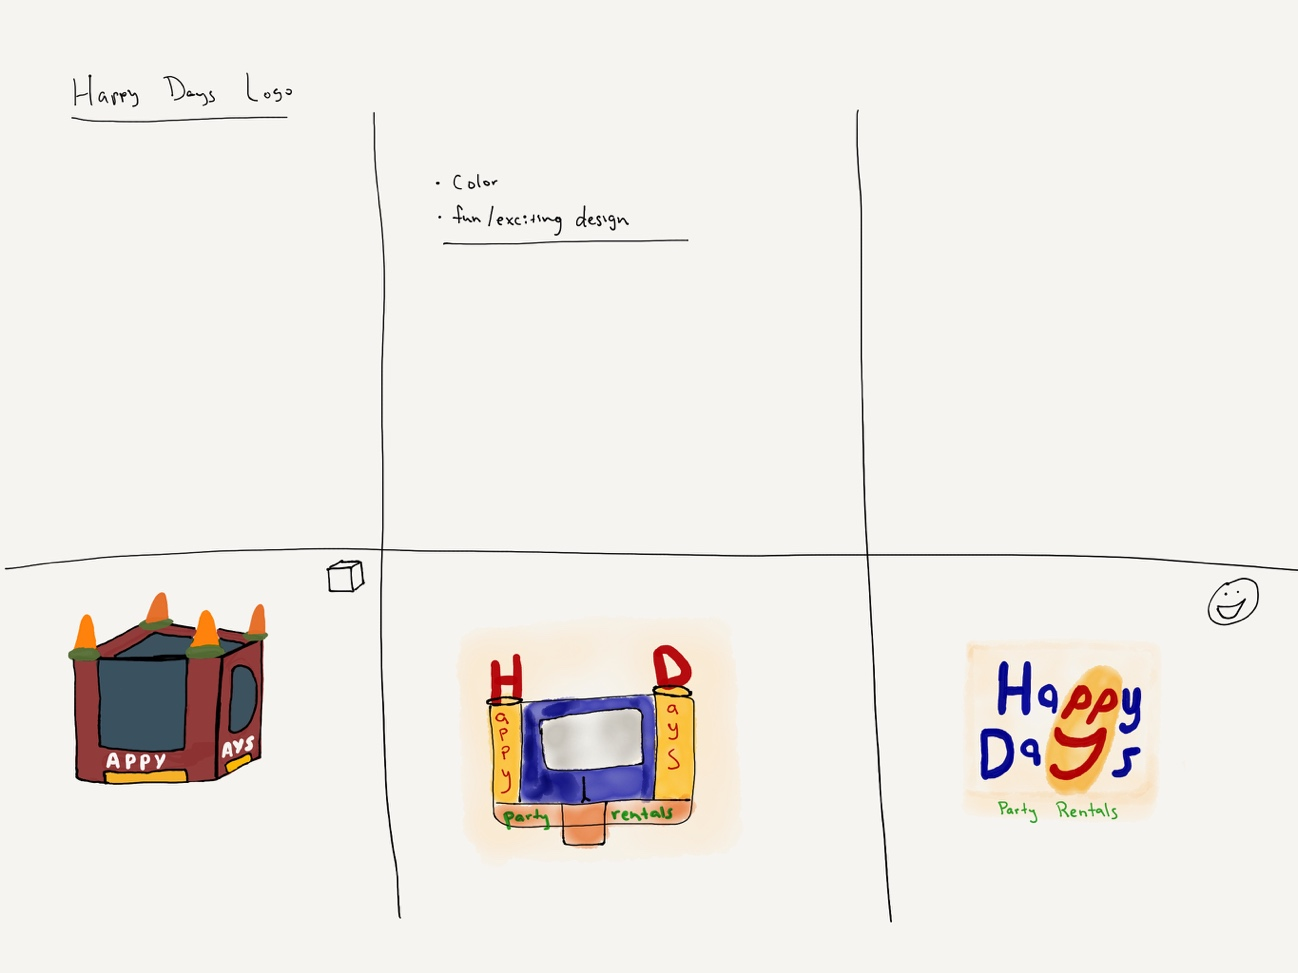 Happy Days Logo
• Color
• fun/exciting design
APPY
AYS
H
appy
D
ays
party rentals
Happy
Days
Party Rentals